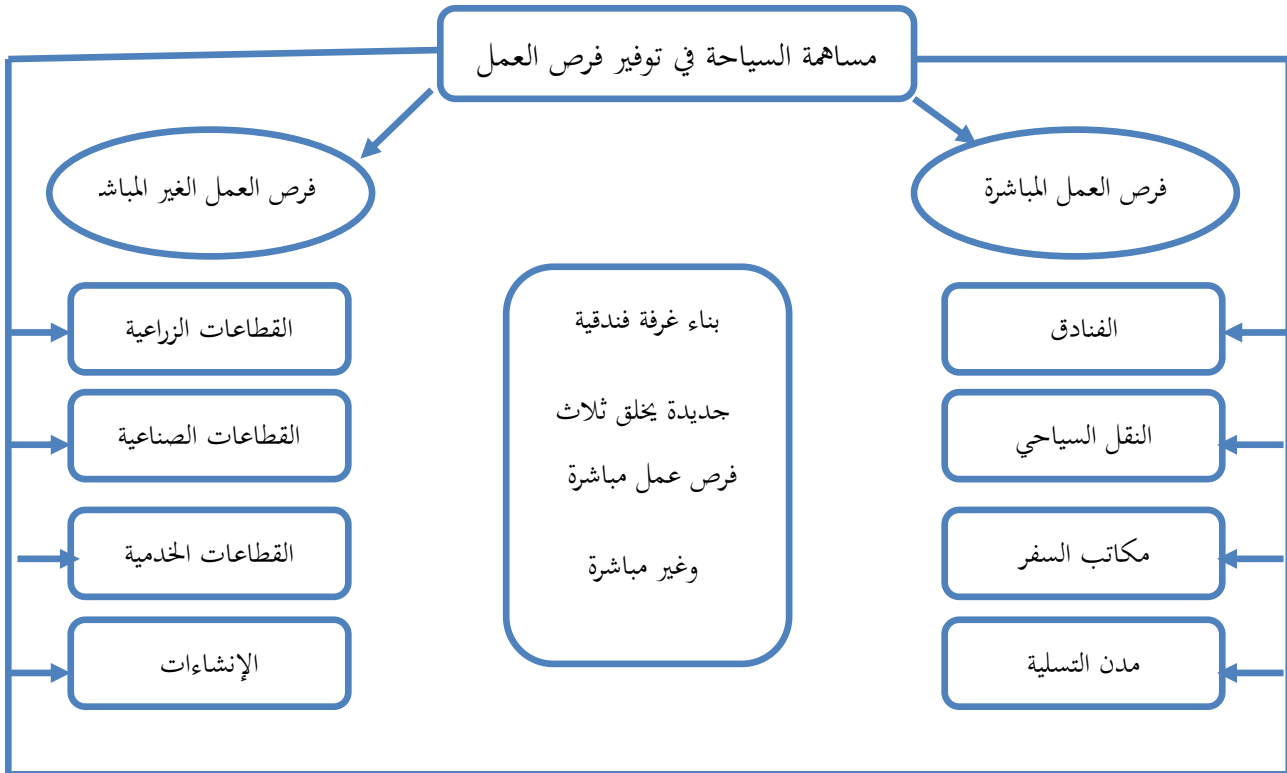 مساهمة السياحة في توفير فرص العمل
فرص العمل المباشرة
فرص العمل الغير المباشـ
الفنادق
النقل السياحي
مكاتب السفر
مدن التسلية
بناء غرفة فندقية
جديدة يخلق ثلاث
فرص عمل مباشرة
وغير مباشرة
القطاعات الزراعية
القطاعات الصناعية
القطاعات الخدمية
الإنشاءات